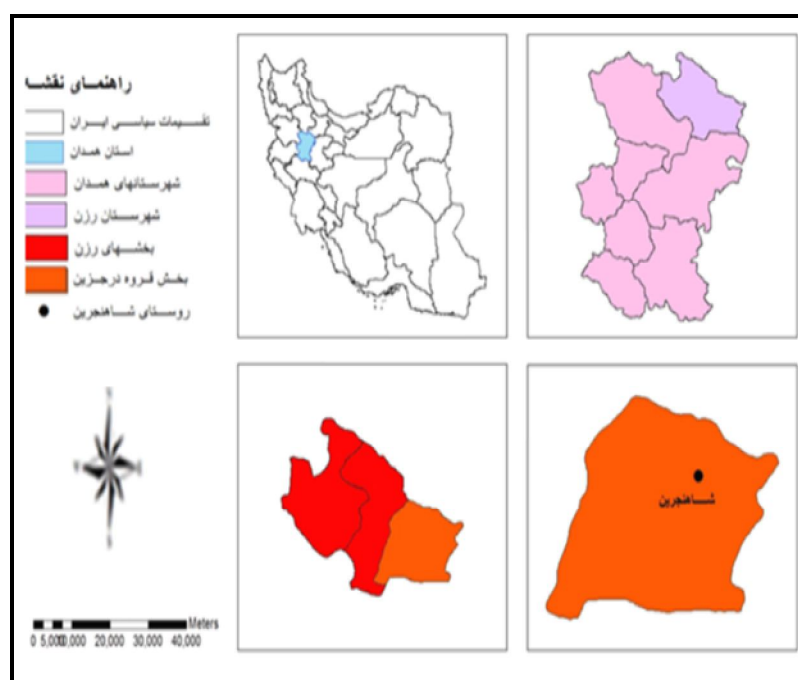 راهنمای نقشه
تقسیمات سیاسی ایران
استان همدان
شهرستانهای همدان
شهرستان رزن
بخشهای رزن
بخش قروه درجزین
روستای شاهنجرین
شاهنجرین
Meters
0 5,000 10,000 20,000 30,000 40,000